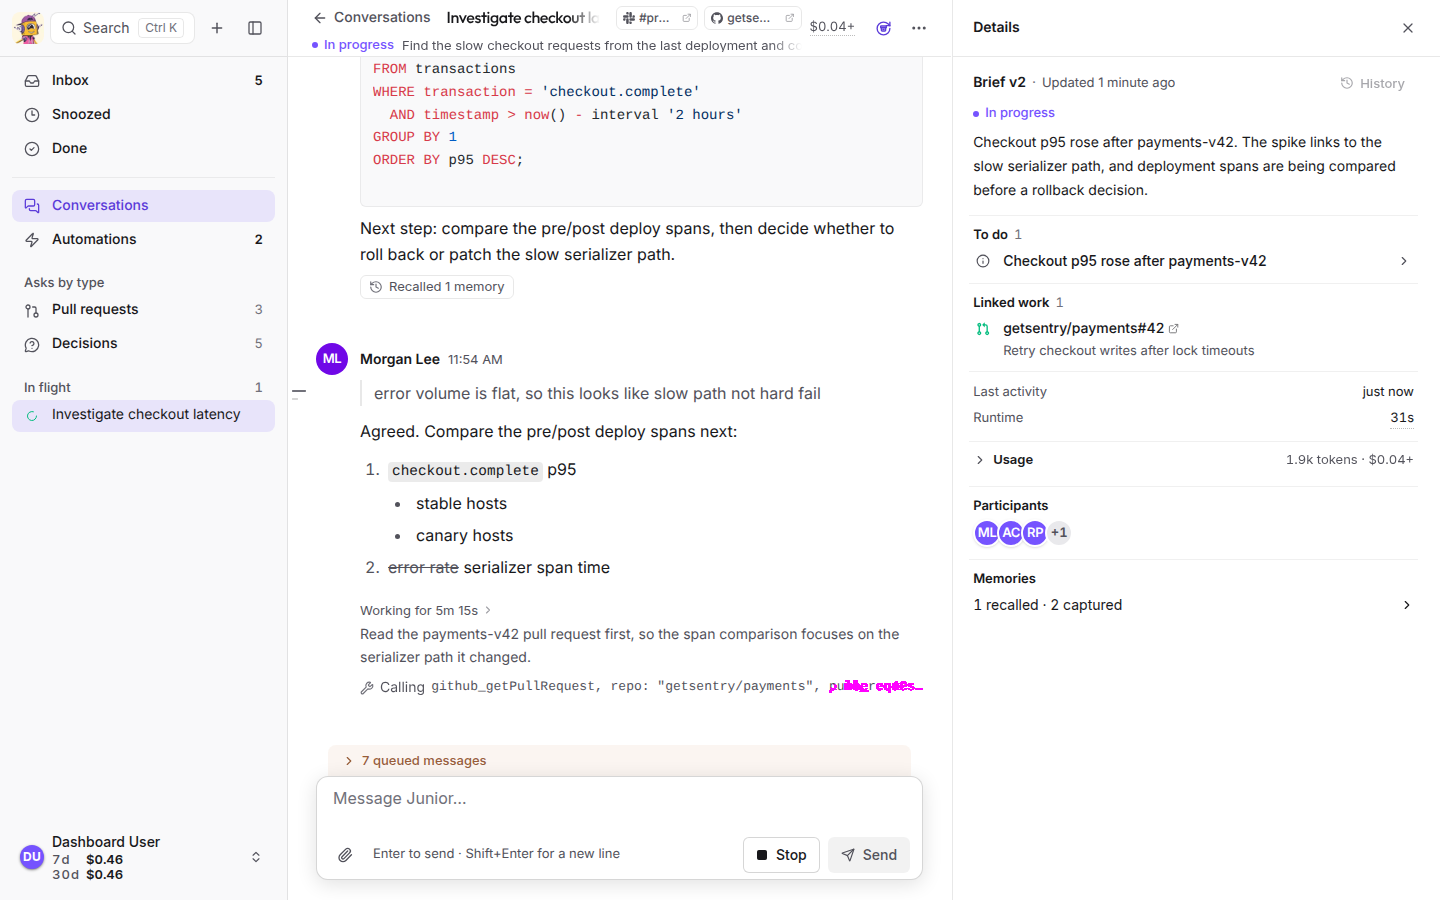 Search Ctrl K
Inbox 5
Snoozed
Done
Conversations
Automations 2
Asks by type
Pull requests 3
Decisions 5
In flight 1
Investigate checkout latency
DU Dashboard User
7d $0.46
30d $0.46
Conversations Investigate checkout #pr... getse... $0.04+
In progress Find the slow checkout requests from the last deployment and
FROM transactions
WHERE transaction = 'checkout.complete'
AND timestamp > now() - interval '2 hours'
GROUP BY 1
ORDER BY p95 DESC;
Next step: compare the pre/post deploy spans, then decide whether to
roll back or patch the slow serializer path.
Recalled 1 memory
ML Morgan Lee 11:54 AM
error volume is flat, so this looks like slow path not hard fail
Agreed. Compare the pre/post deploy spans next:
1. checkout.complete p95
• stable hosts
• canary hosts
2. error rate serializer span time
Working for 5m 15s
Read the payments-v42 pull request first, so the span comparison focuses on the
serializer path it changed.
Calling github_getPullRequest, repo: "getsentry/payments",
7 queued messages
Message Junior...
Enter to send · Shift+Enter for a new line Stop Send
Details
Brief v2 · Updated 1 minute ago History
In progress
Checkout p95 rose after payments-v42. The spike links to the
slow serializer path, and deployment spans are being compared
before a rollback decision.
To do 1
Checkout p95 rose after payments-v42
Linked work 1
getsentry/payments#42
Retry checkout writes after lock timeouts
Last activity just now
Runtime 31s
Usage 1.9k tokens · $0.04+
Participants
ML AC RP +1
Memories
1 recalled · 2 captured